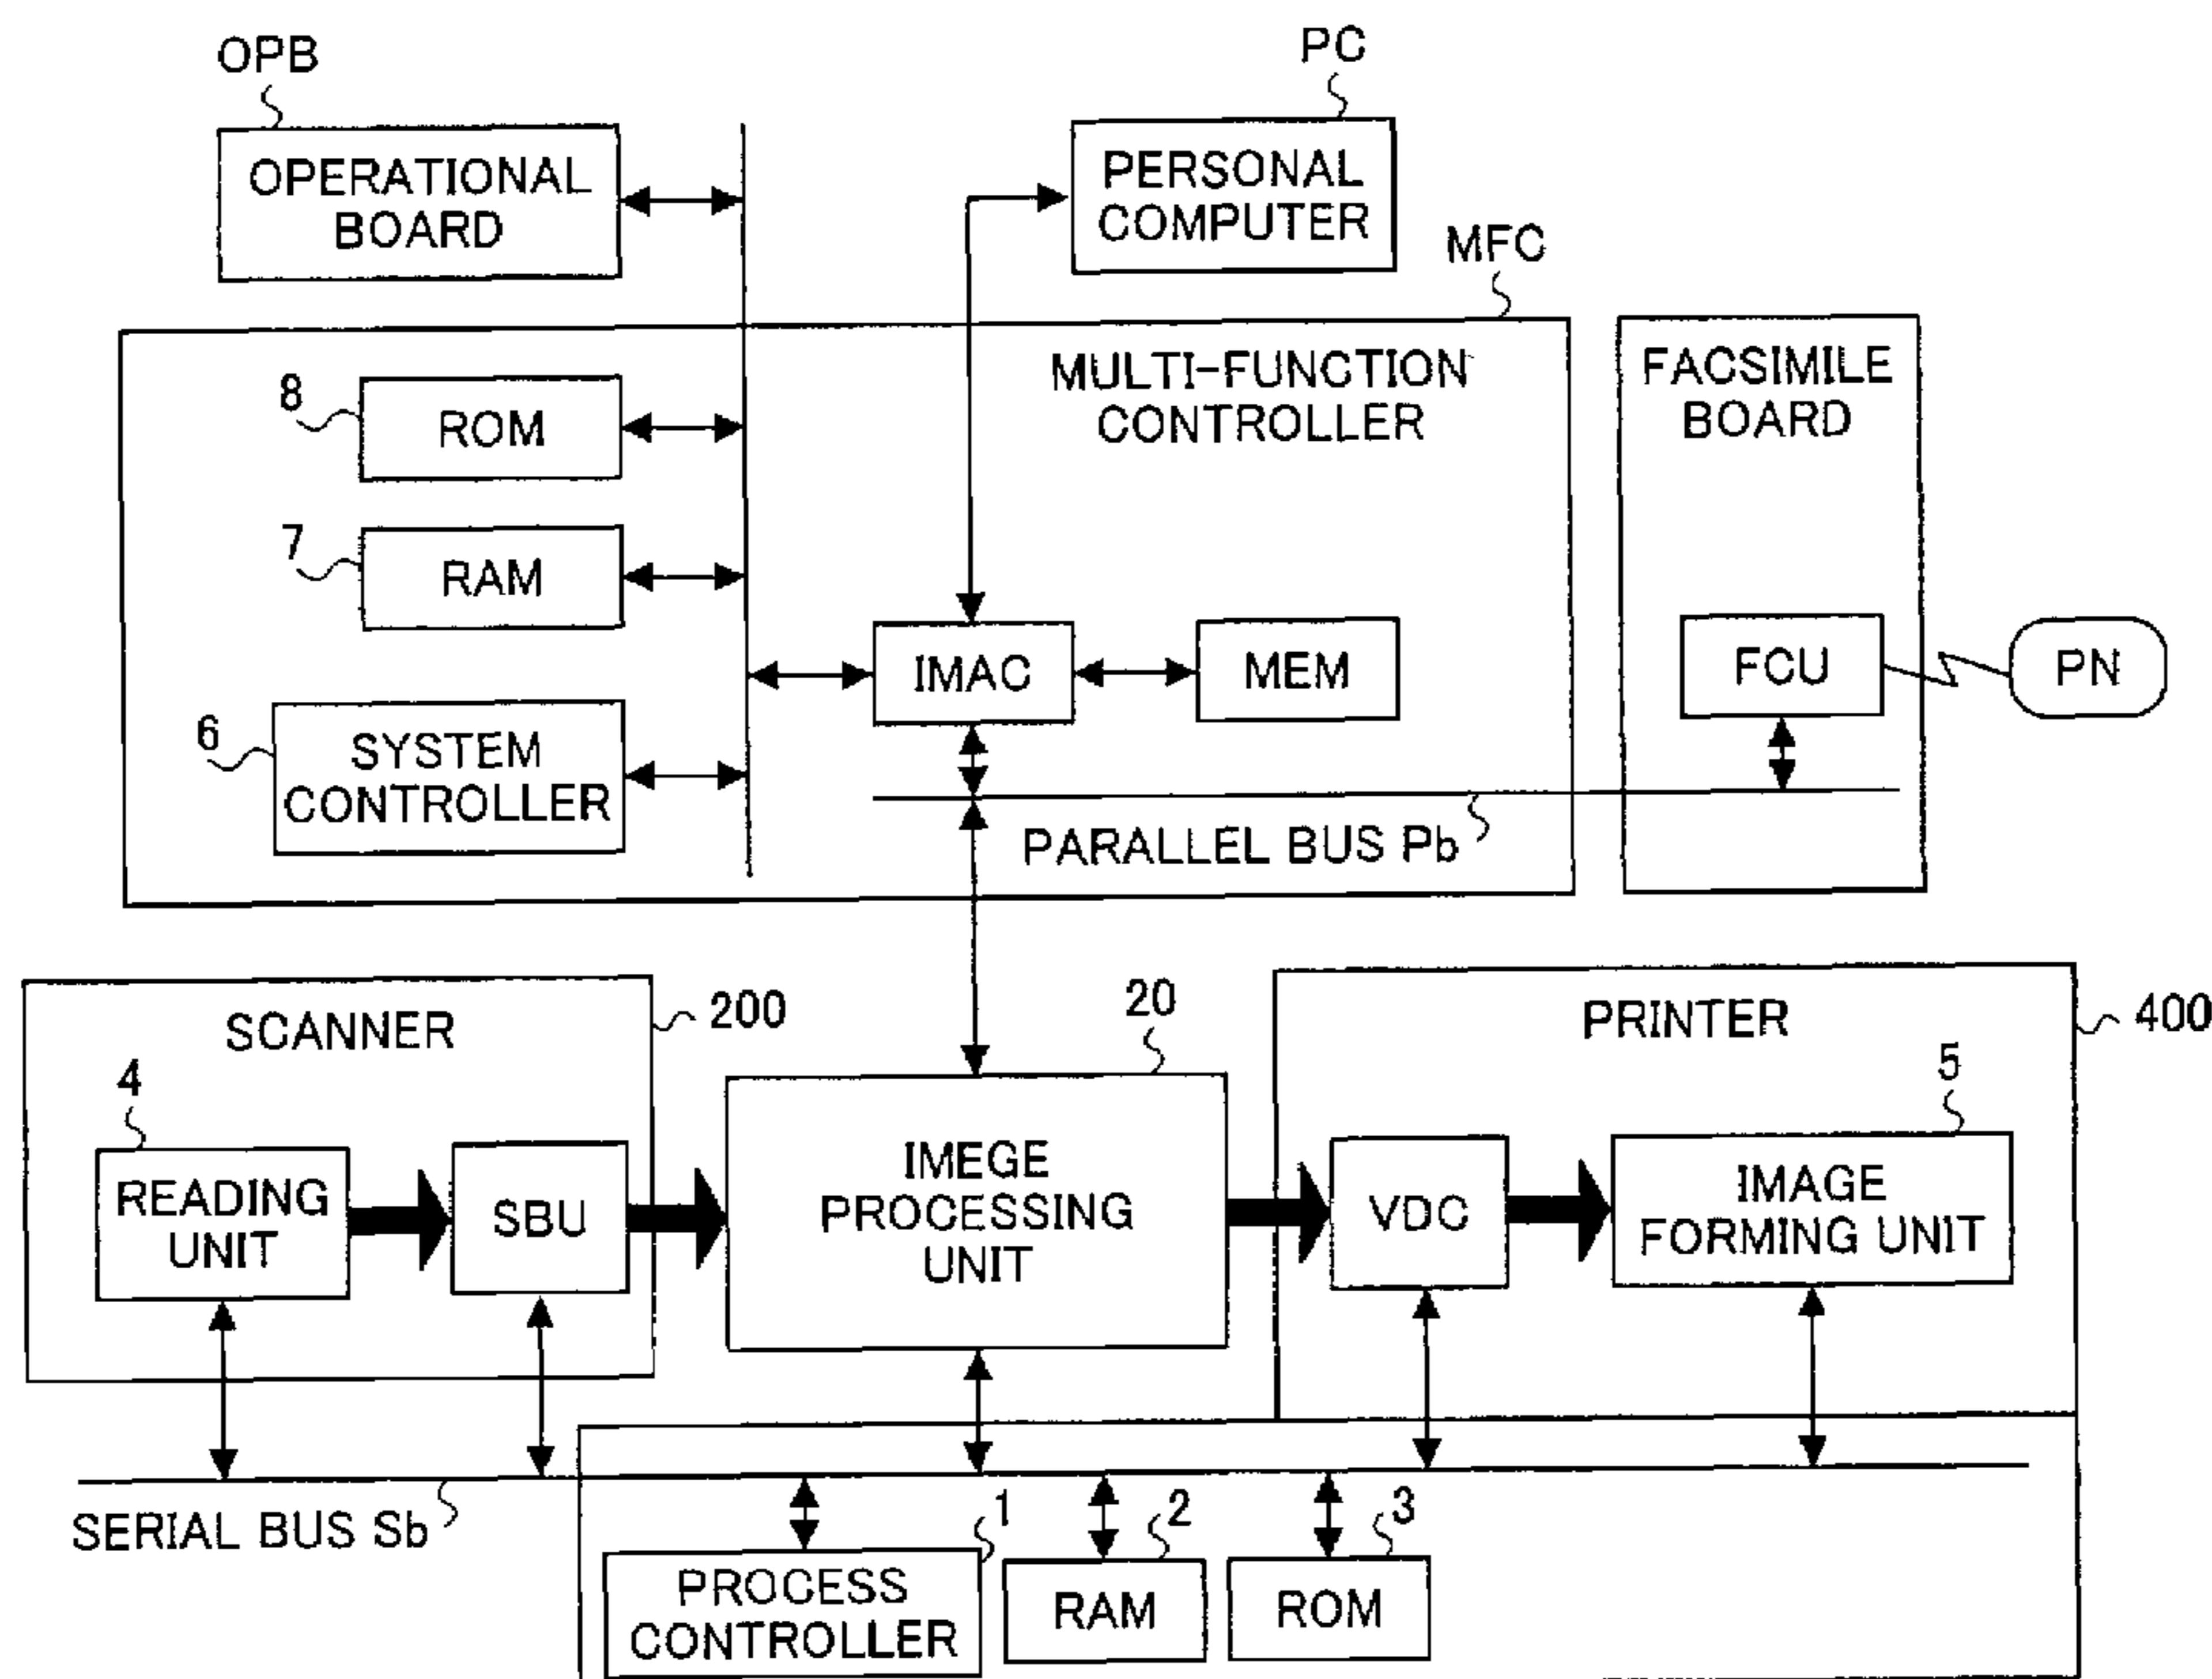 OPB
PC
OPERATIONAL
BOARD
PERSONAL
COMPUTER
MFC
MULTI-FUNCTION
CONTROLLER
FACSIMILE
BOARD
8
ROM
7
RAM
IMAC
MEM
FCU
PN
6
SYSTEM
CONTROLLER
PARALLEL BUS Pb
SCANNER
200
20
PRINTER
400
4
5
READING
UNIT
SBU
IMEGE
PROCESSING
UNIT
VDC
IMAGE
FORMING UNIT
SERIAL BUS Sb
1
2
3
PROCESS
CONTROLLER
RAM
ROM